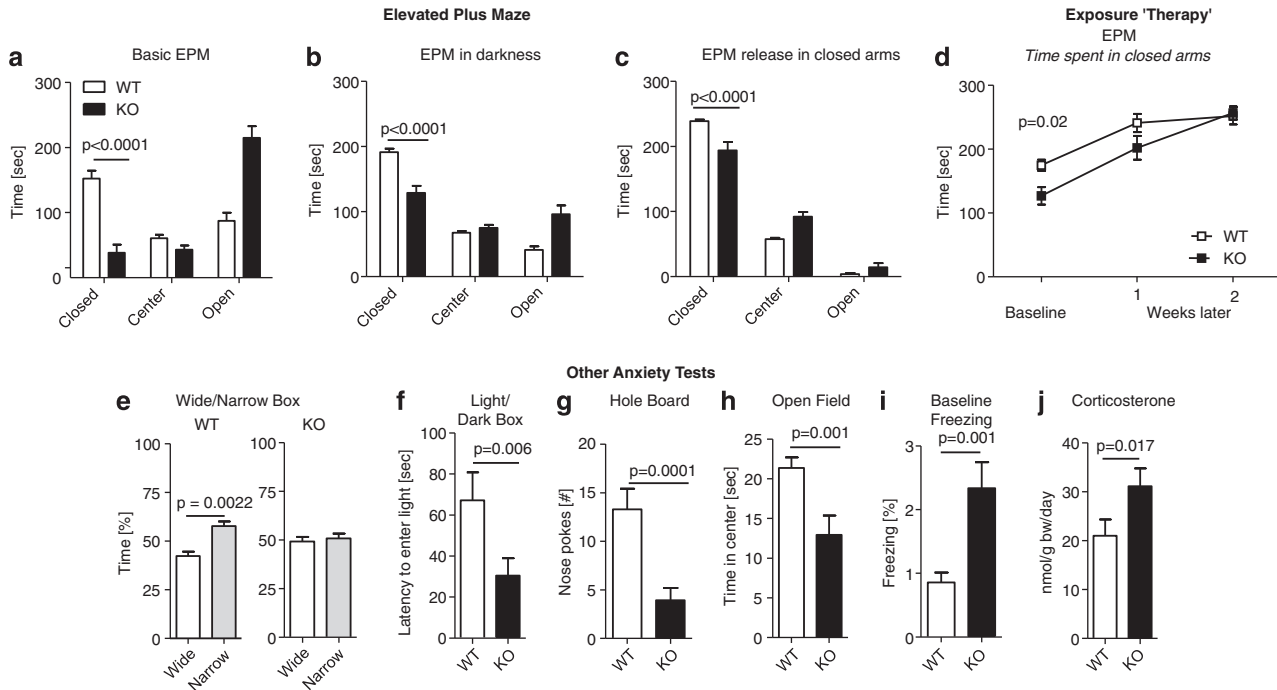 Elevated Plus Maze
Exposure 'Therapy'
a
Basic EPM
Time [sec]
300
200
100
0
WT
KO
p<0.0001
Closed
Center
Open
b
EPM in darkness
Time [sec]
300
200
100
0
p<0.0001
Closed
Center
Open
c
EPM release in closed arms
Time [sec]
300
200
100
0
p<0.0001
Closed
Center
Open
d
EPM
Time spent in closed arms
Time [sec]
300
200
100
0
p=0.02
WT
KO
Baseline
1
2
Weeks later
Other Anxiety Tests
e
Wide/Narrow Box
WT
KO
Time [%]
100
75
50
25
0
p = 0.0022
Wide
Narrow
100
75
50
25
0
Wide
Narrow
f
Light/
Dark Box
Latency to enter light [sec]
100
80
60
40
20
0
p=0.006
WT
KO
g
Hole Board
Nose pokes [#]
20
15
10
5
0
p=0.0001
WT
KO
h
Open Field
Time in center [sec]
25
20
15
10
5
0
p=0.001
WT
KO
i
Baseline
Freezing
Freezing [%]
3
2
1
0
p=0.001
WT
KO
j
Corticosterone
nmol/g bw/day
40
30
20
10
0
p=0.017
WT
KO